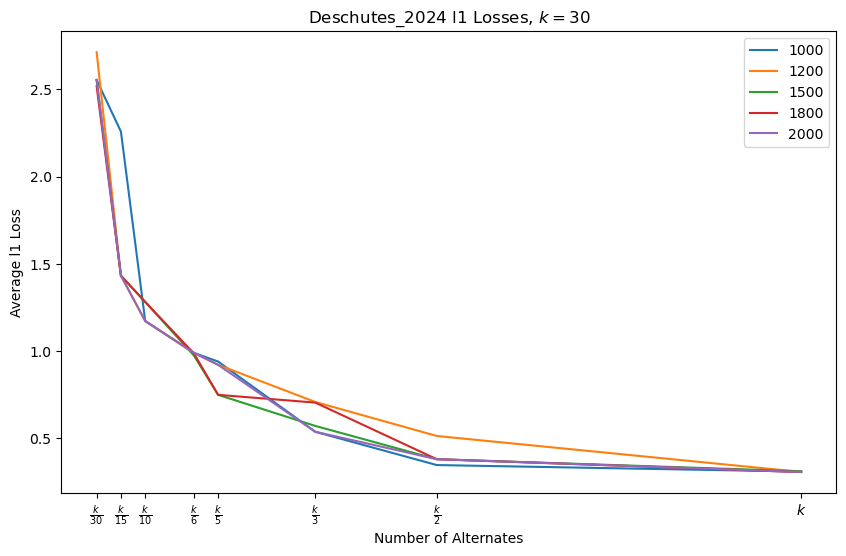 Deschutes_2024 l1 Losses, k = 30
1000
1200
1500
1800
2000
Average l1 Loss
2.5
2.0
1.5
1.0
0.5
k/30 k/15 k/10 k/6 k/5 k/3 k/2 k
Number of Alternates